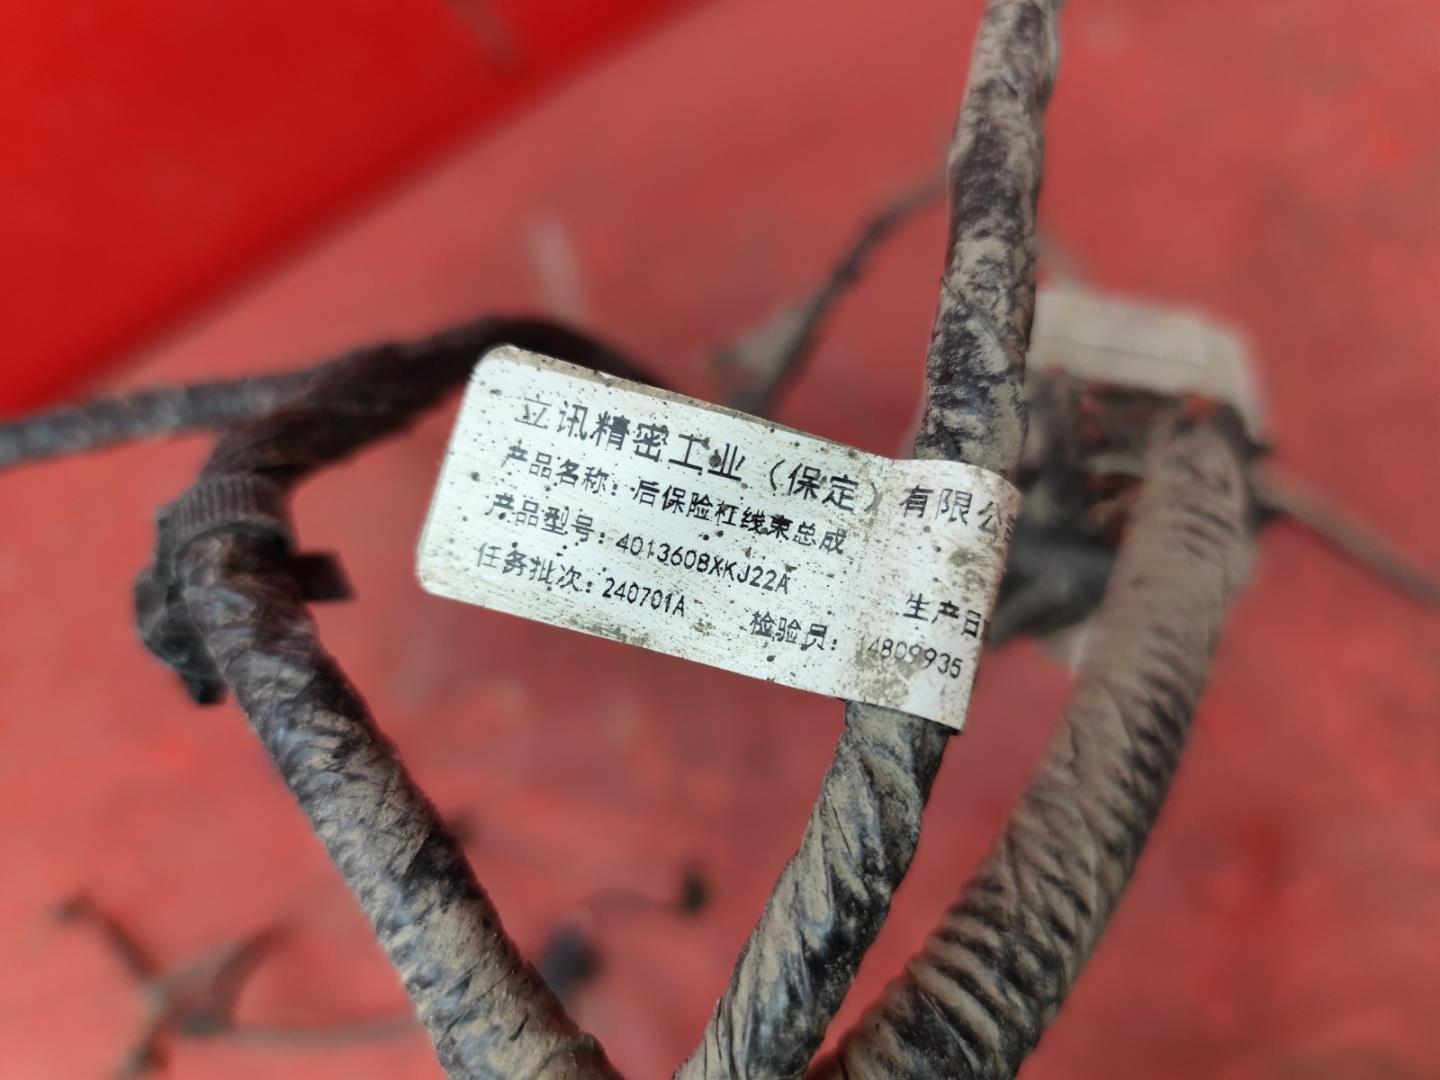 立讯精密工业（保定）有限公
产品名称：后保险杠线束总成
产品型号：4013608XKJ22A 生产日
任务批次：240701A 检验员：14809935